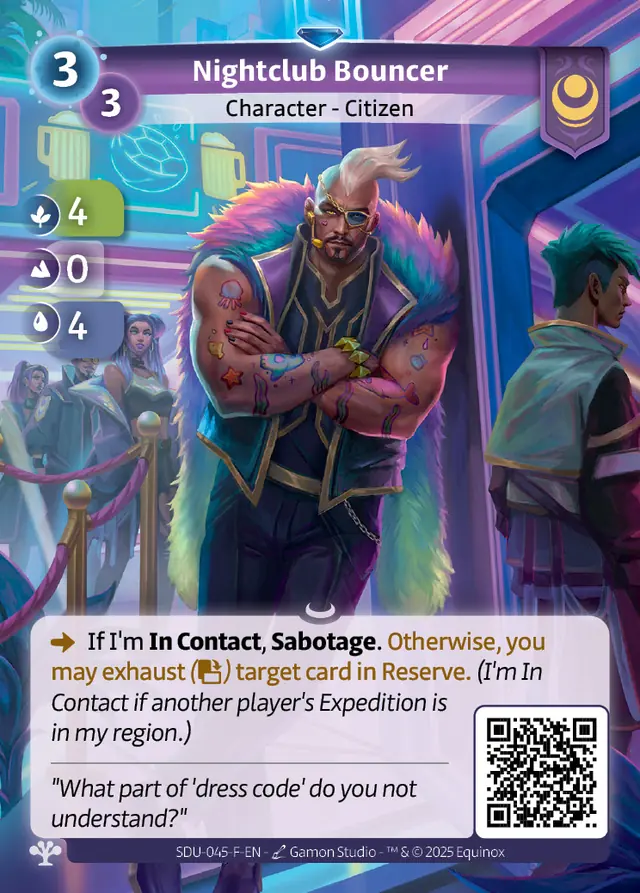 3
3
Nightclub Bouncer
Character - Citizen
4
0
4
If I'm In Contact, Sabotage. Otherwise, you
may exhaust () target card in Reserve. (I'm In
Contact if another player's Expedition is
in my region.)
"What part of 'dress code' do you not
understand?"
SDU-045-F-EN - Gamon Studio - ™ & © 2025 Equinox